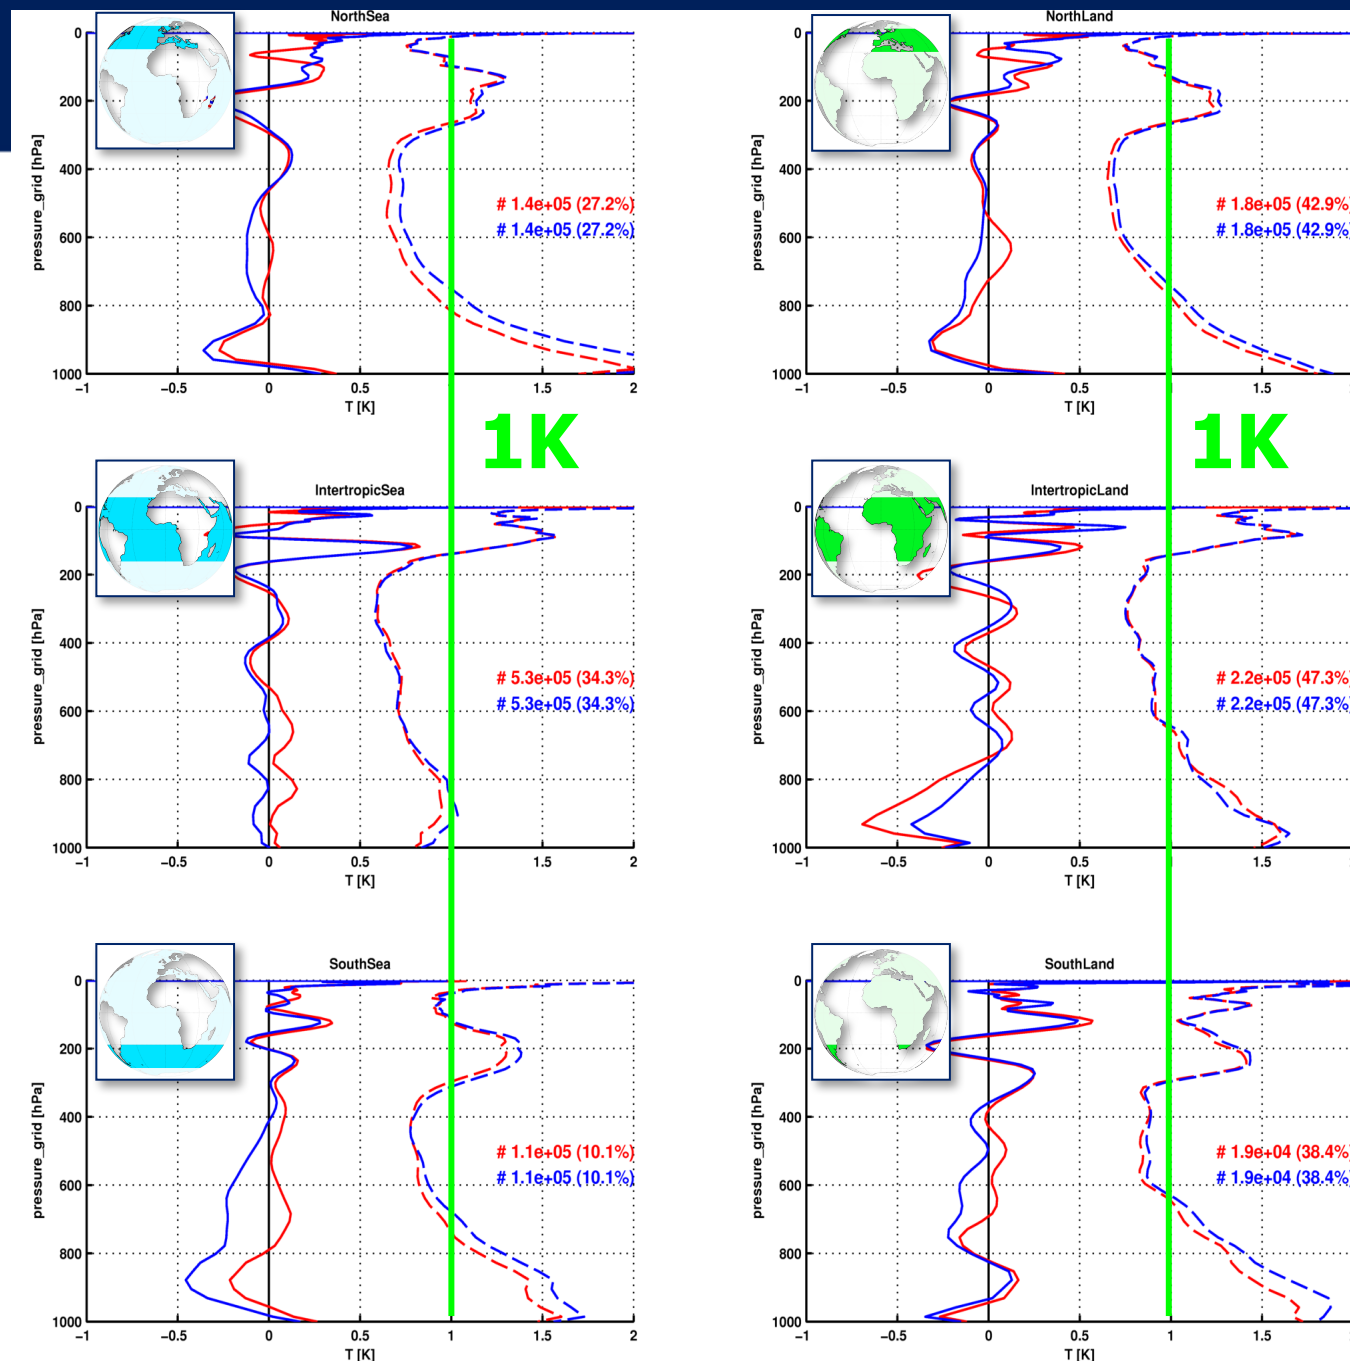 NorthSea
0
200
400
600
800
1000
pressure_grid [hPa]
# 1.4e+05 (27.2%)
# 1.4e+05 (27.2%)
−1 −0.5 0 0.5 1 1.5 2
T [K]
NorthLand
0
200
400
600
800
1000
pressure_grid [hPa]
# 1.8e+05 (42.9%)
# 1.8e+05 (42.9%)
−1 −0.5 0 0.5 1 1.5
T [K]
1K
1K
IntertropicSea
0
200
400
600
800
1000
pressure_grid [hPa]
# 5.3e+05 (34.3%)
# 5.3e+05 (34.3%)
−1 −0.5 0 0.5 1 1.5 2
T [K]
IntertropicLand
0
200
400
600
800
1000
pressure_grid [hPa]
# 2.2e+05 (47.3%)
# 2.2e+05 (47.3%)
−1 −0.5 0 0.5 1 1.5
T [K]
SouthSea
0
200
400
600
800
1000
pressure_grid [hPa]
# 1.1e+05 (10.1%)
# 1.1e+05 (10.1%)
−1 −0.5 0 0.5 1 1.5 2
T [K]
SouthLand
0
200
400
600
800
1000
pressure_grid [hPa]
# 1.9e+04 (38.4%)
# 1.9e+04 (38.4%)
−1 −0.5 0 0.5 1 1.5
T [K]